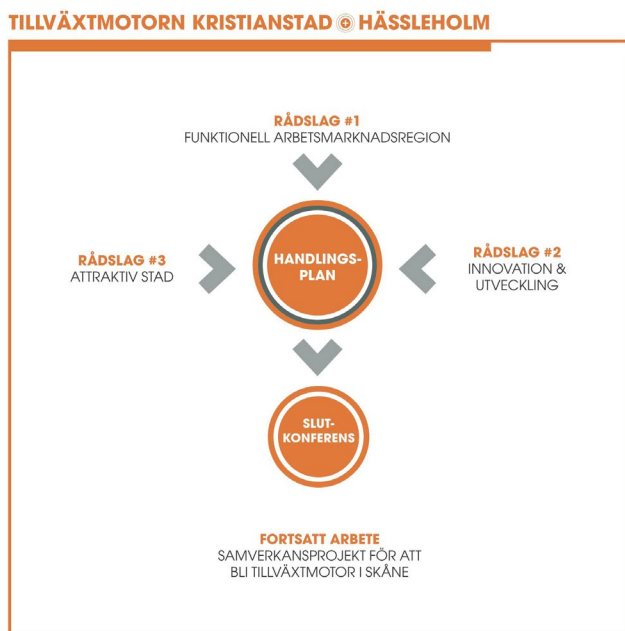 TILLVÄXTMOTORN KRISTIANSTAD + HÄSSLEHOLM
RÅDSLAG #1
FUNKTIONELL ARBETSMARKNADSREGION
RÅDSLAG #3
ATTRAKTIV STAD
HANDLINGS-
PLAN
RÅDSLAG #2
INNOVATION &
UTVECKLING
SLUT-
KONFERENS
FORTSATT ARBETE
SAMVERKANSPROJEKT FÖR ATT
BLI TILLVÄXTMOTOR I SKÅNE